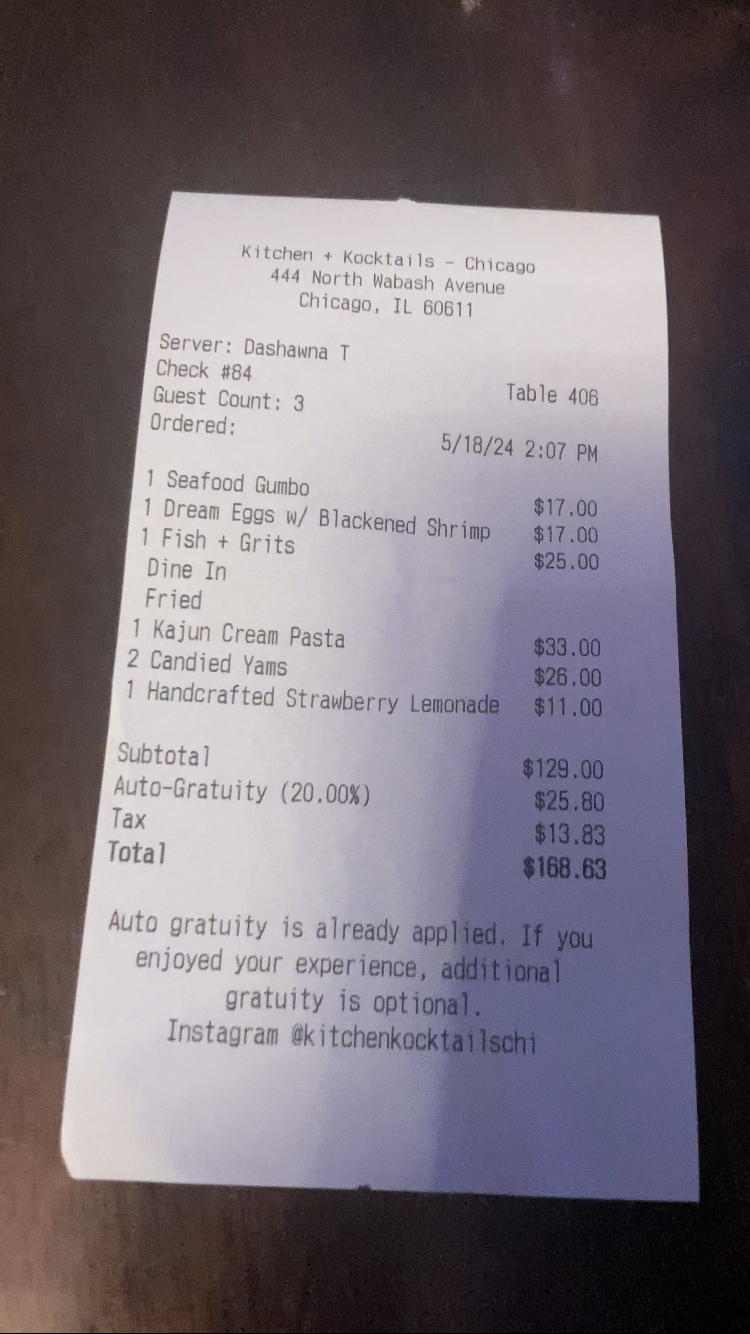 Kitchen + Kocktails - Chicago
444 North Wabash Avenue
Chicago, IL 60611
Server: Dashawna T
Check #84
Table 406
Guest Count: 3
Ordered:
5/18/24 2:07 PM
1 Seafood Gumbo $17.00
1 Dream Eggs w/ Blackened Shrimp $17.00
1 Fish + Grits $25.00
Dine In
Fried
1 Kajun Cream Pasta $33.00
2 Candied Yams $26.00
1 Handcrafted Strawberry Lemonade $11.00
Subtotal $129.00
Auto-Gratuity (20.00%) $25.80
Tax $13.83
Total $168.63
Auto gratuity is already applied. If you
enjoyed your experience, additional
gratuity is optional.
Instagram @kitchenkocktailschi